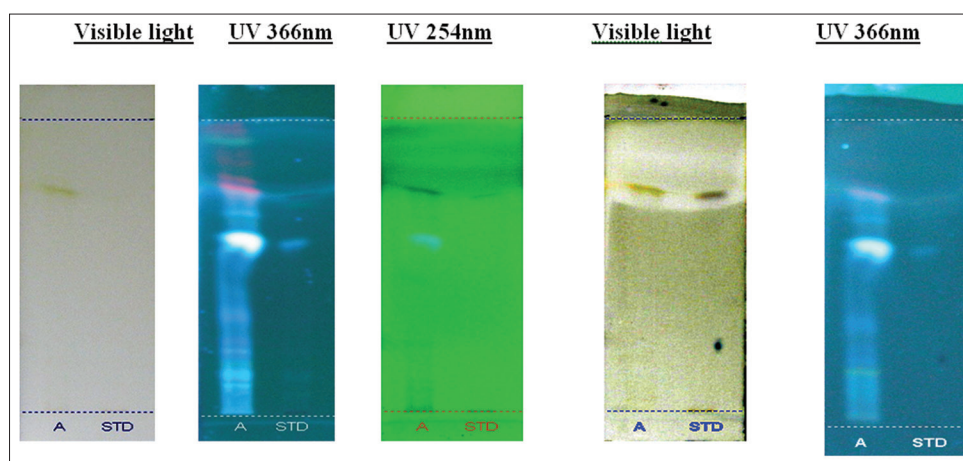 Visible light UV 366nm UV 254nm Visible light UV 366nm
A STD A STD A STD A STD A STD